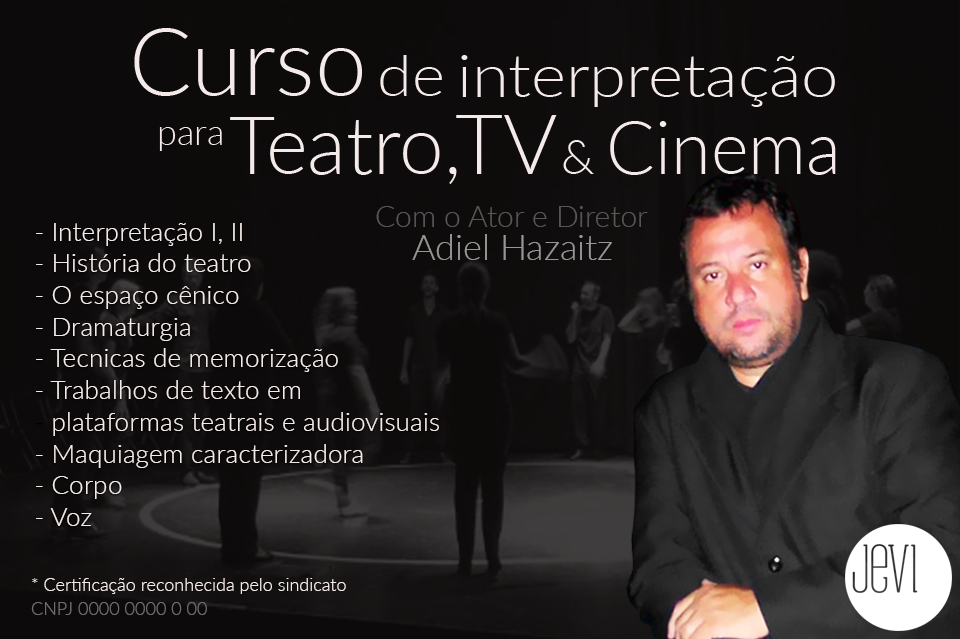 Curso de interpretação
para Teatro, TV & Cinema
Com o Ator e Diretor
Adiel Hazaitz
- Interpretação I, II
- História do teatro
- O espaço cênico
- Dramaturgia
- Tecnicas de memorização
- Trabalhos de texto em
plataformas teatrais e audiovisuais
- Maquiagem caracterizadora
- Corpo
- Voz
* Certificação reconhecida pelo sindicato
CNPJ 0000 0000 0 00
JEVI